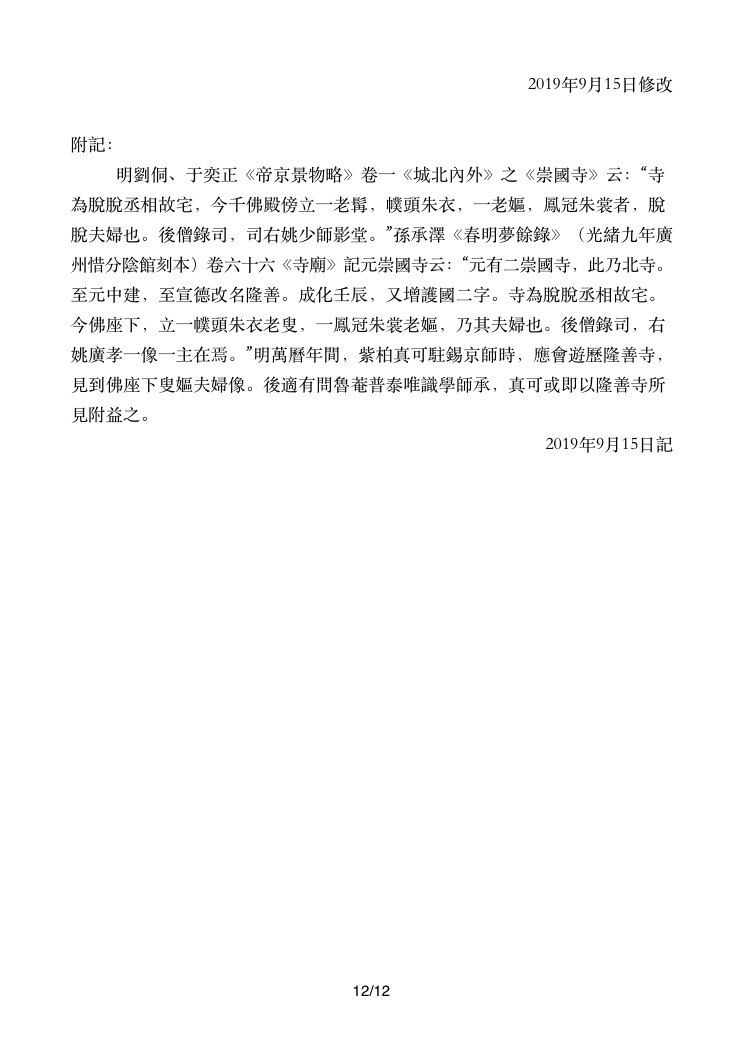 2019年9月15日修改
附記：
明劉侗、于奕正《帝京景物略》卷一《城北內外》之《崇國寺》云：“寺
為脫脫丞相故宅，今千佛殿傍立一老髯，幞頭朱衣，一老嫗，鳳冠朱裳者，脫
脫夫婦也。後僧錄司，司右姚少師影堂。”孫承澤《春明夢餘錄》（光緒九年廣
州惜分陰館刻本）卷六十六《寺廟》記元崇國寺云：“元有二崇國寺，此乃北寺。
至元中建，至宣德改名隆善。成化壬辰，又增護國二字。寺為脫脫丞相故宅。
今佛座下，立一幞頭朱衣老叟，一鳳冠朱裳老嫗，乃其夫婦也。後僧錄司，右
姚廣孝一像一主在焉。”明萬曆年間，紫柏真可駐錫京師時，應會遊歷隆善寺，
見到佛座下叟嫗夫婦像。後適有問魯菴普泰唯識學師承，真可或即以隆善寺所
見附益之。
2019年9月15日記
12/12